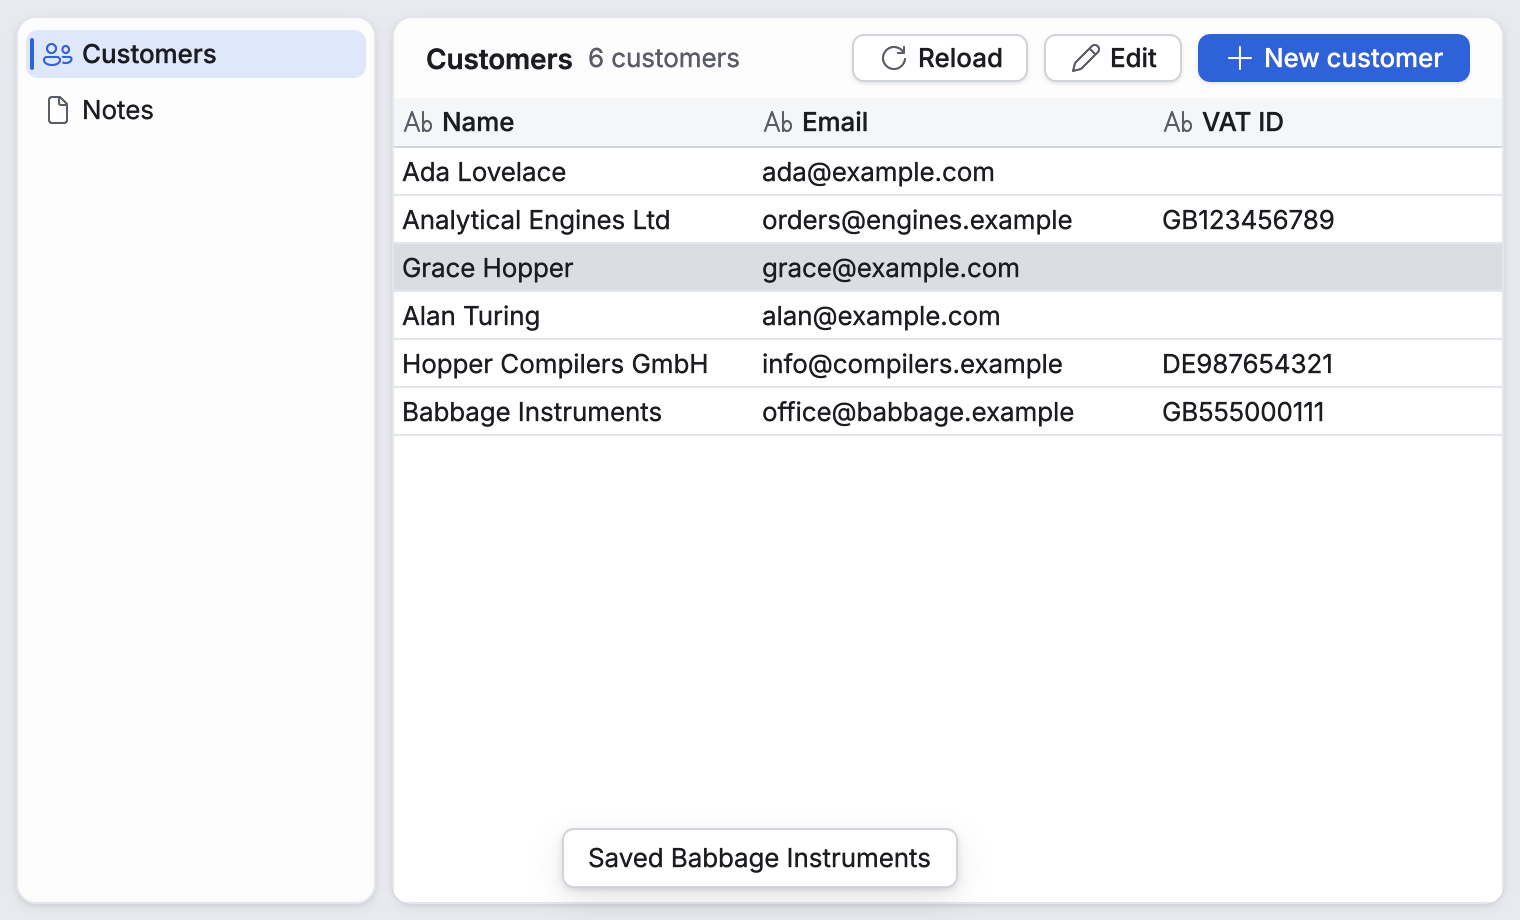 Customers
Notes
Customers 6 customers Reload Edit New customer
Ab Name Ab Email Ab VAT ID
Ada Lovelace ada@example.com
Analytical Engines Ltd orders@engines.example GB123456789
Grace Hopper grace@example.com
Alan Turing alan@example.com
Hopper Compilers GmbH info@compilers.example DE987654321
Babbage Instruments office@babbage.example GB555000111
Saved Babbage Instruments